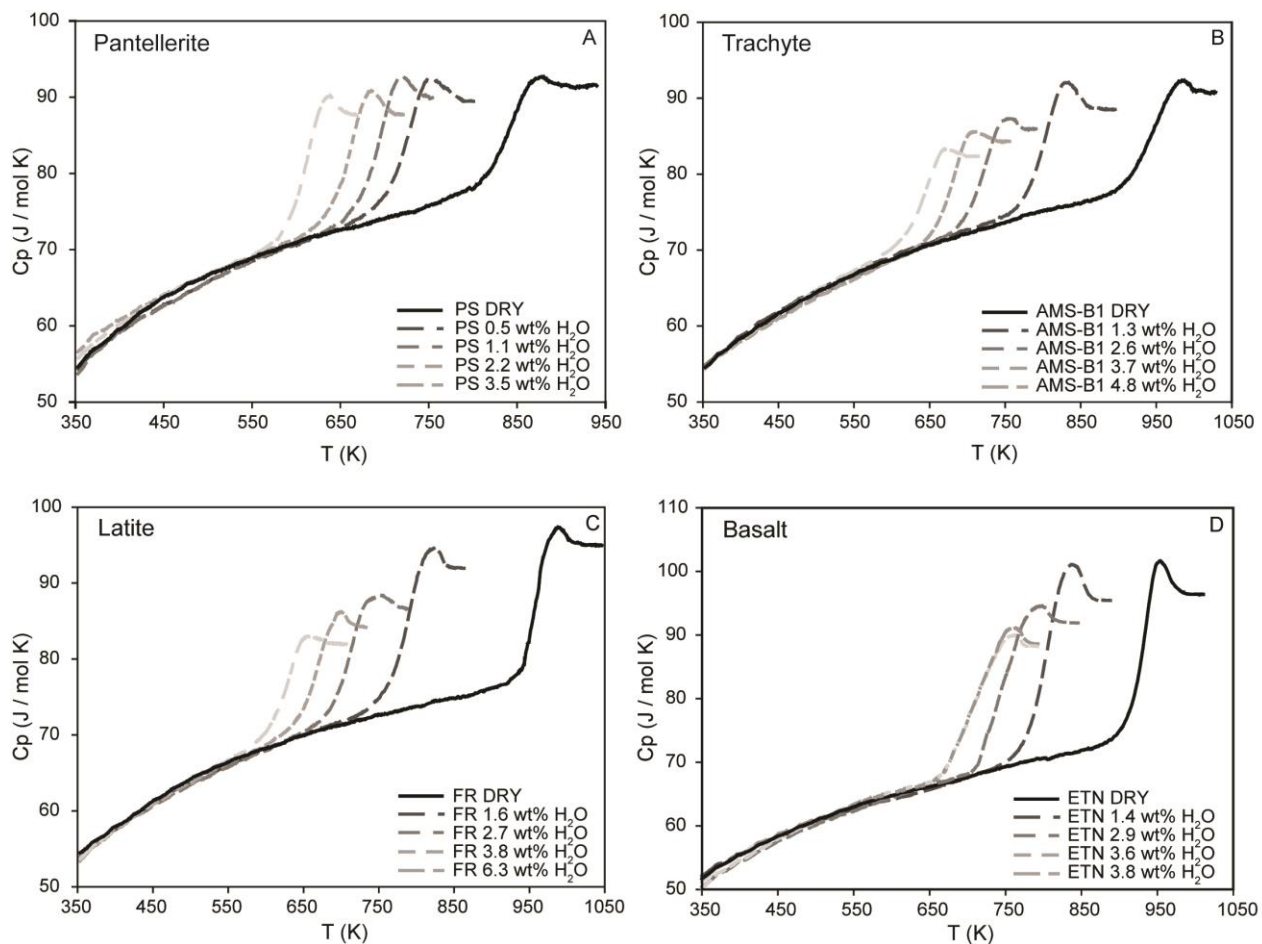 Pantellerite
A
100
90
80
70
60
50
Cp (J / mol K)
350 450 550 650 750 850 950
T (K)
PS DRY
PS 0.5 wt% H₂O
PS 1.1 wt% H₂O
PS 2.2 wt% H₂O
PS 3.5 wt% H₂O
Trachyte
B
100
90
80
70
60
50
Cp (J / mol K)
350 450 550 650 750 850 950 1050
T (K)
AMS-B1 DRY
AMS-B1 1.3 wt% H₂O
AMS-B1 2.6 wt% H₂O
AMS-B1 3.7 wt% H₂O
AMS-B1 4.8 wt% H₂O
Latite
C
100
90
80
70
60
50
Cp (J / mol K)
350 450 550 650 750 850 950 1050
T (K)
FR DRY
FR 1.6 wt% H₂O
FR 2.7 wt% H₂O
FR 3.8 wt% H₂O
FR 6.3 wt% H₂O
Basalt
D
110
100
90
80
70
60
50
Cp (J / mol K)
350 450 550 650 750 850 950 1050
T (K)
ETN DRY
ETN 1.4 wt% H₂O
ETN 2.9 wt% H₂O
ETN 3.6 wt% H₂O
ETN 3.8 wt% H₂O